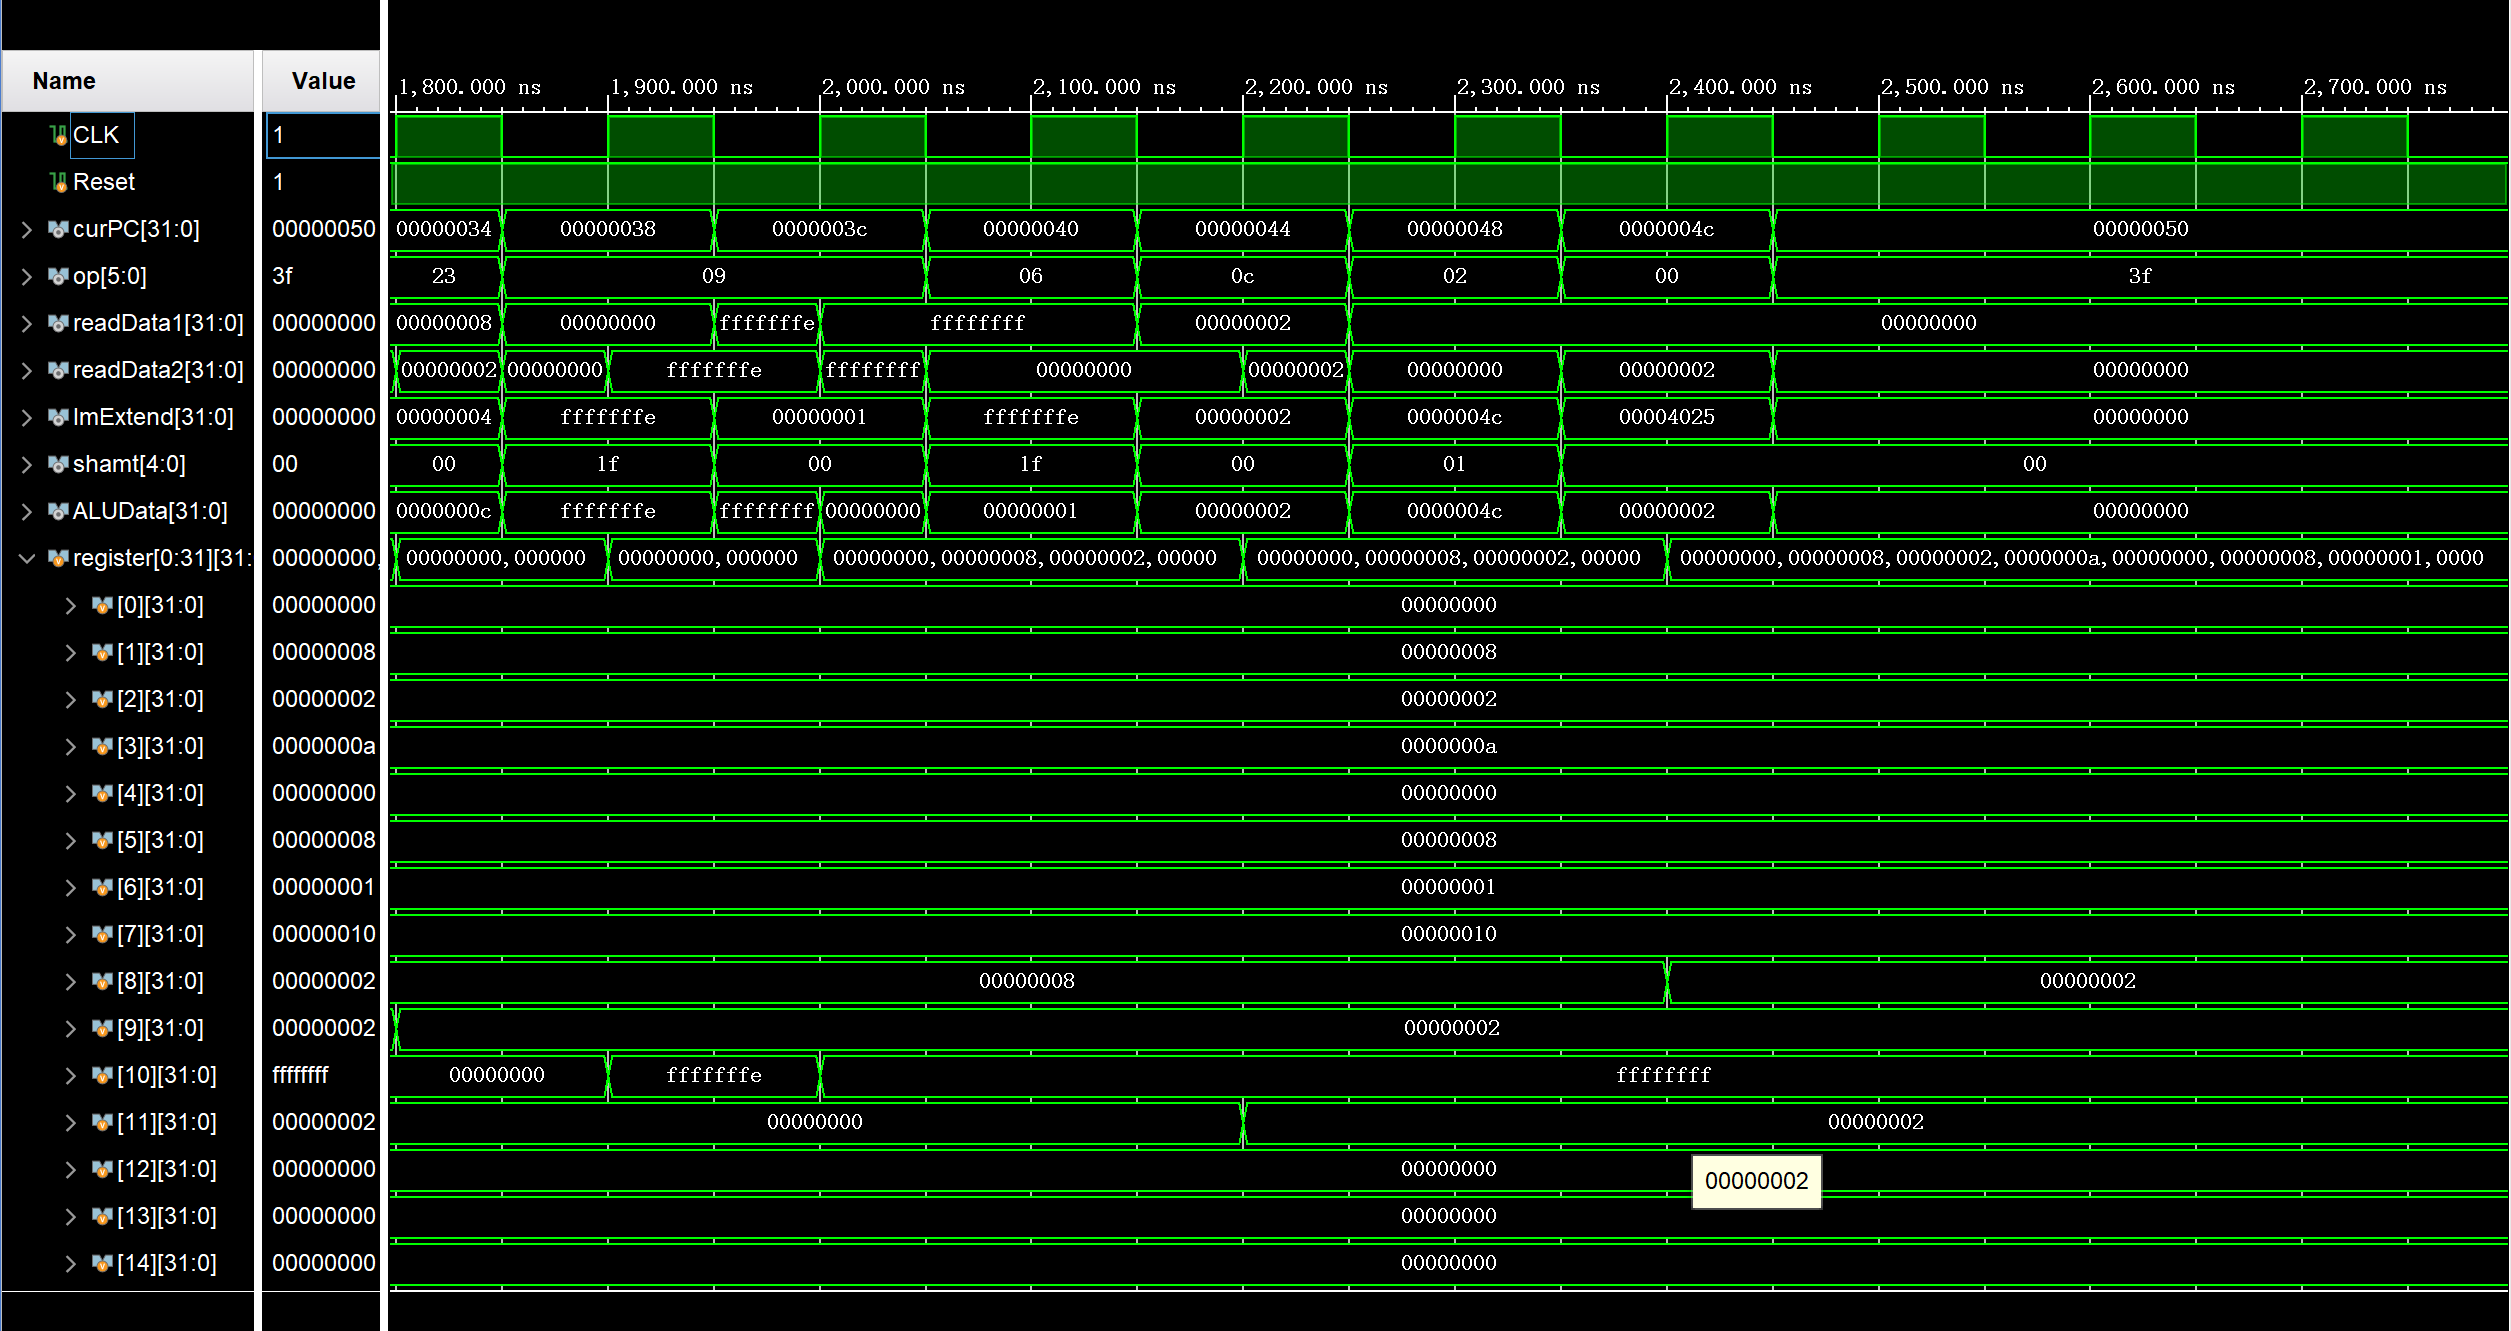 Name Value
1,800.000 ns 1,900.000 ns 2,000.000 ns 2,100.000 ns 2,200.000 ns 2,300.000 ns 2,400.000 ns 2,500.000 ns 2,600.000 ns 2,700.000 ns
CLK 1
Reset 1
curPC[31:0] 00000050 00000034 00000038 0000003c 00000040 00000044 00000048 0000004c 00000050
op[5:0] 3f 23 09 06 0c 02 00 3f
readData1[31:0] 00000000 00000008 00000000 fffffffe ffffffff 00000002 00000000
readData2[31:0] 00000000 00000002 00000000 fffffffe ffffffff 00000000 00000002 00000000 00000002 00000000
ImExtend[31:0] 00000000 00000004 fffffffe 00000001 fffffffe 00000002 0000004c 00004025 00000000
shamt[4:0] 00 00 1f 00 1f 00 01 00
ALUData[31:0] 00000000 0000000c fffffffe ffffffff 00000000 00000001 00000002 0000004c 00000002 00000000
register[0:31][31: 00000000, 00000000,000000 00000000,000000 00000000,00000008,00000002,00000 00000000,00000008,00000002,00000 00000000,00000008,00000002,0000000a,00000000,00000008,00000001,0000
[0][31:0] 00000000 00000000
[1][31:0] 00000008 00000008
[2][31:0] 00000002 00000002
[3][31:0] 0000000a 0000000a
[4][31:0] 00000000 00000000
[5][31:0] 00000008 00000008
[6][31:0] 00000001 00000001
[7][31:0] 00000010 00000010
[8][31:0] 00000002 00000008 00000002
[9][31:0] 00000002 00000002
[10][31:0] ffffffff 00000000 fffffffe ffffffff
[11][31:0] 00000002 00000000 00000002
[12][31:0] 00000000 00000000
00000002
[13][31:0] 00000000 00000000
[14][31:0] 00000000 00000000